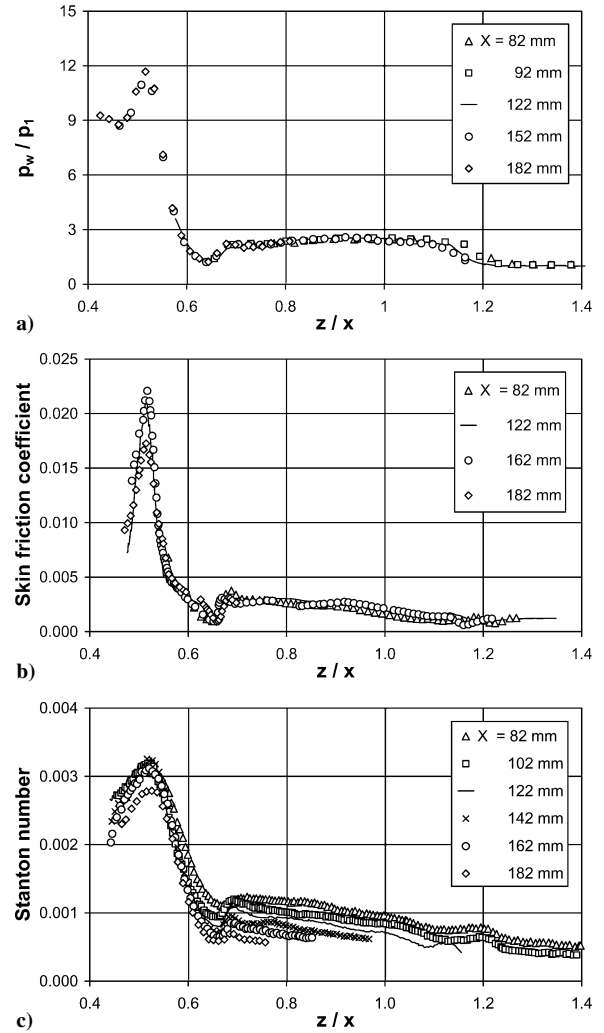 15
12
9
6
3
0
p_w / p_1
0.4 0.6 0.8 1 1.2 1.4
z / x
X = 82 mm
92 mm
122 mm
152 mm
182 mm
a)
0.025
0.020
0.015
0.010
0.005
0.000
Skin friction coefficient
0.4 0.6 0.8 1.0 1.2 1.4
z / x
X = 82 mm
122 mm
162 mm
182 mm
b)
0.004
0.003
0.002
0.001
0.000
Stanton number
0.4 0.6 0.8 1.0 1.2 1.4
z / x
X = 82 mm
102 mm
122 mm
142 mm
162 mm
182 mm
c)